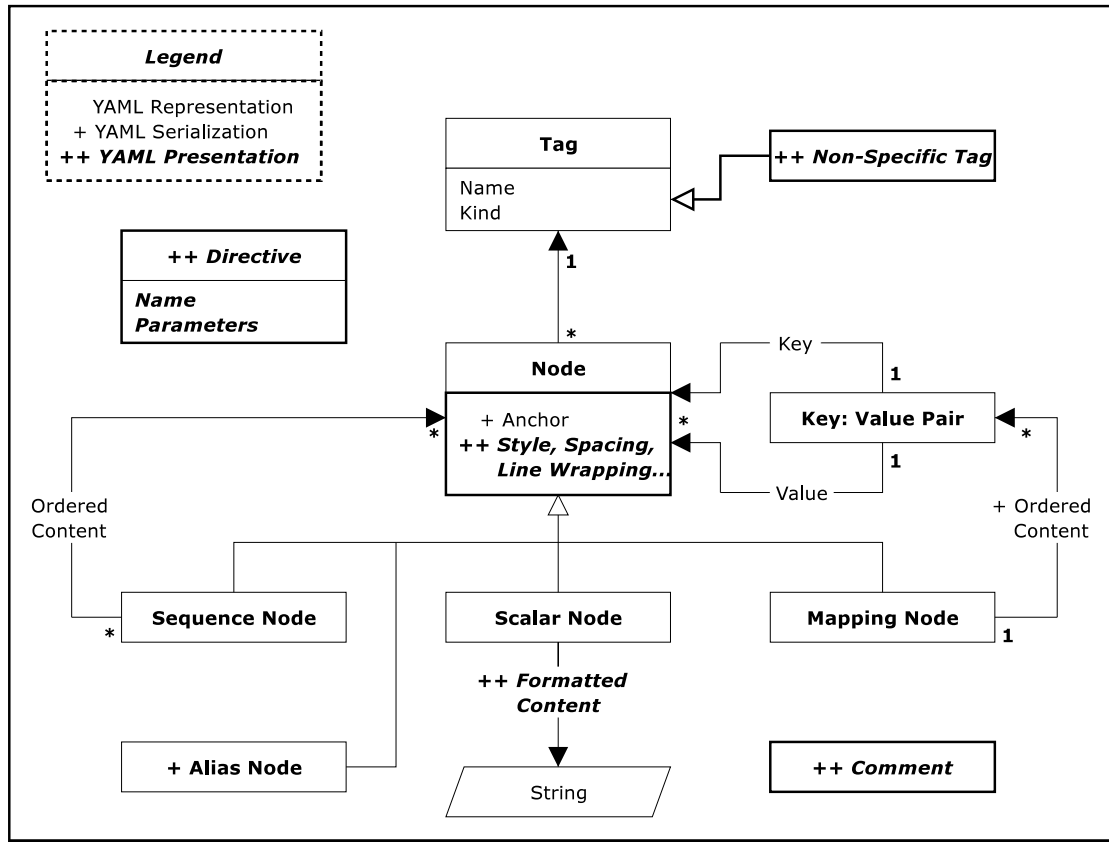 Legend
YAML Representation
+ YAML Serialization
++ YAML Presentation
Tag
Name
Kind
++ Non-Specific Tag
++ Directive
Name
Parameters
1
*
Node
+ Anchor
++ Style, Spacing,
Line Wrapping...
Key
1
*
Key: Value Pair
1
Value
*
*
Ordered
Content
+ Ordered
Content
Sequence Node
*
Scalar Node
Mapping Node
1
++ Formatted
Content
+ Alias Node
String
++ Comment